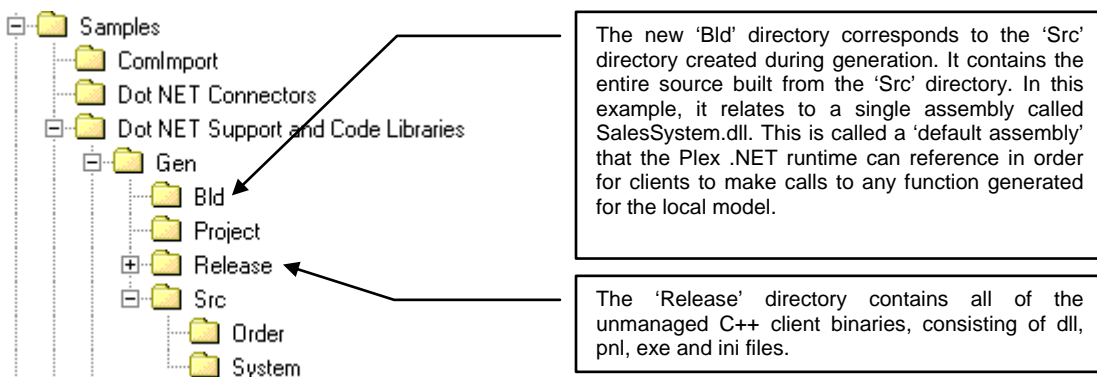 Samples
ComImport
Dot NET Connectors
Dot NET Support and Code Libraries
Gen
Bld
Project
Release
Src
Order
System
The new ‘Bld’ directory corresponds to the ‘Src’
directory created during generation. It contains the
entire source built from the ‘Src’ directory. In this
example, it relates to a single assembly called
SalesSystem.dll. This is called a ‘default assembly’
that the Plex .NET runtime can reference in order
for clients to make calls to any function generated
for the local model.
The ‘Release’ directory contains all of the
unmanaged C++ client binaries, consisting of dll,
pnl, exe and ini files.